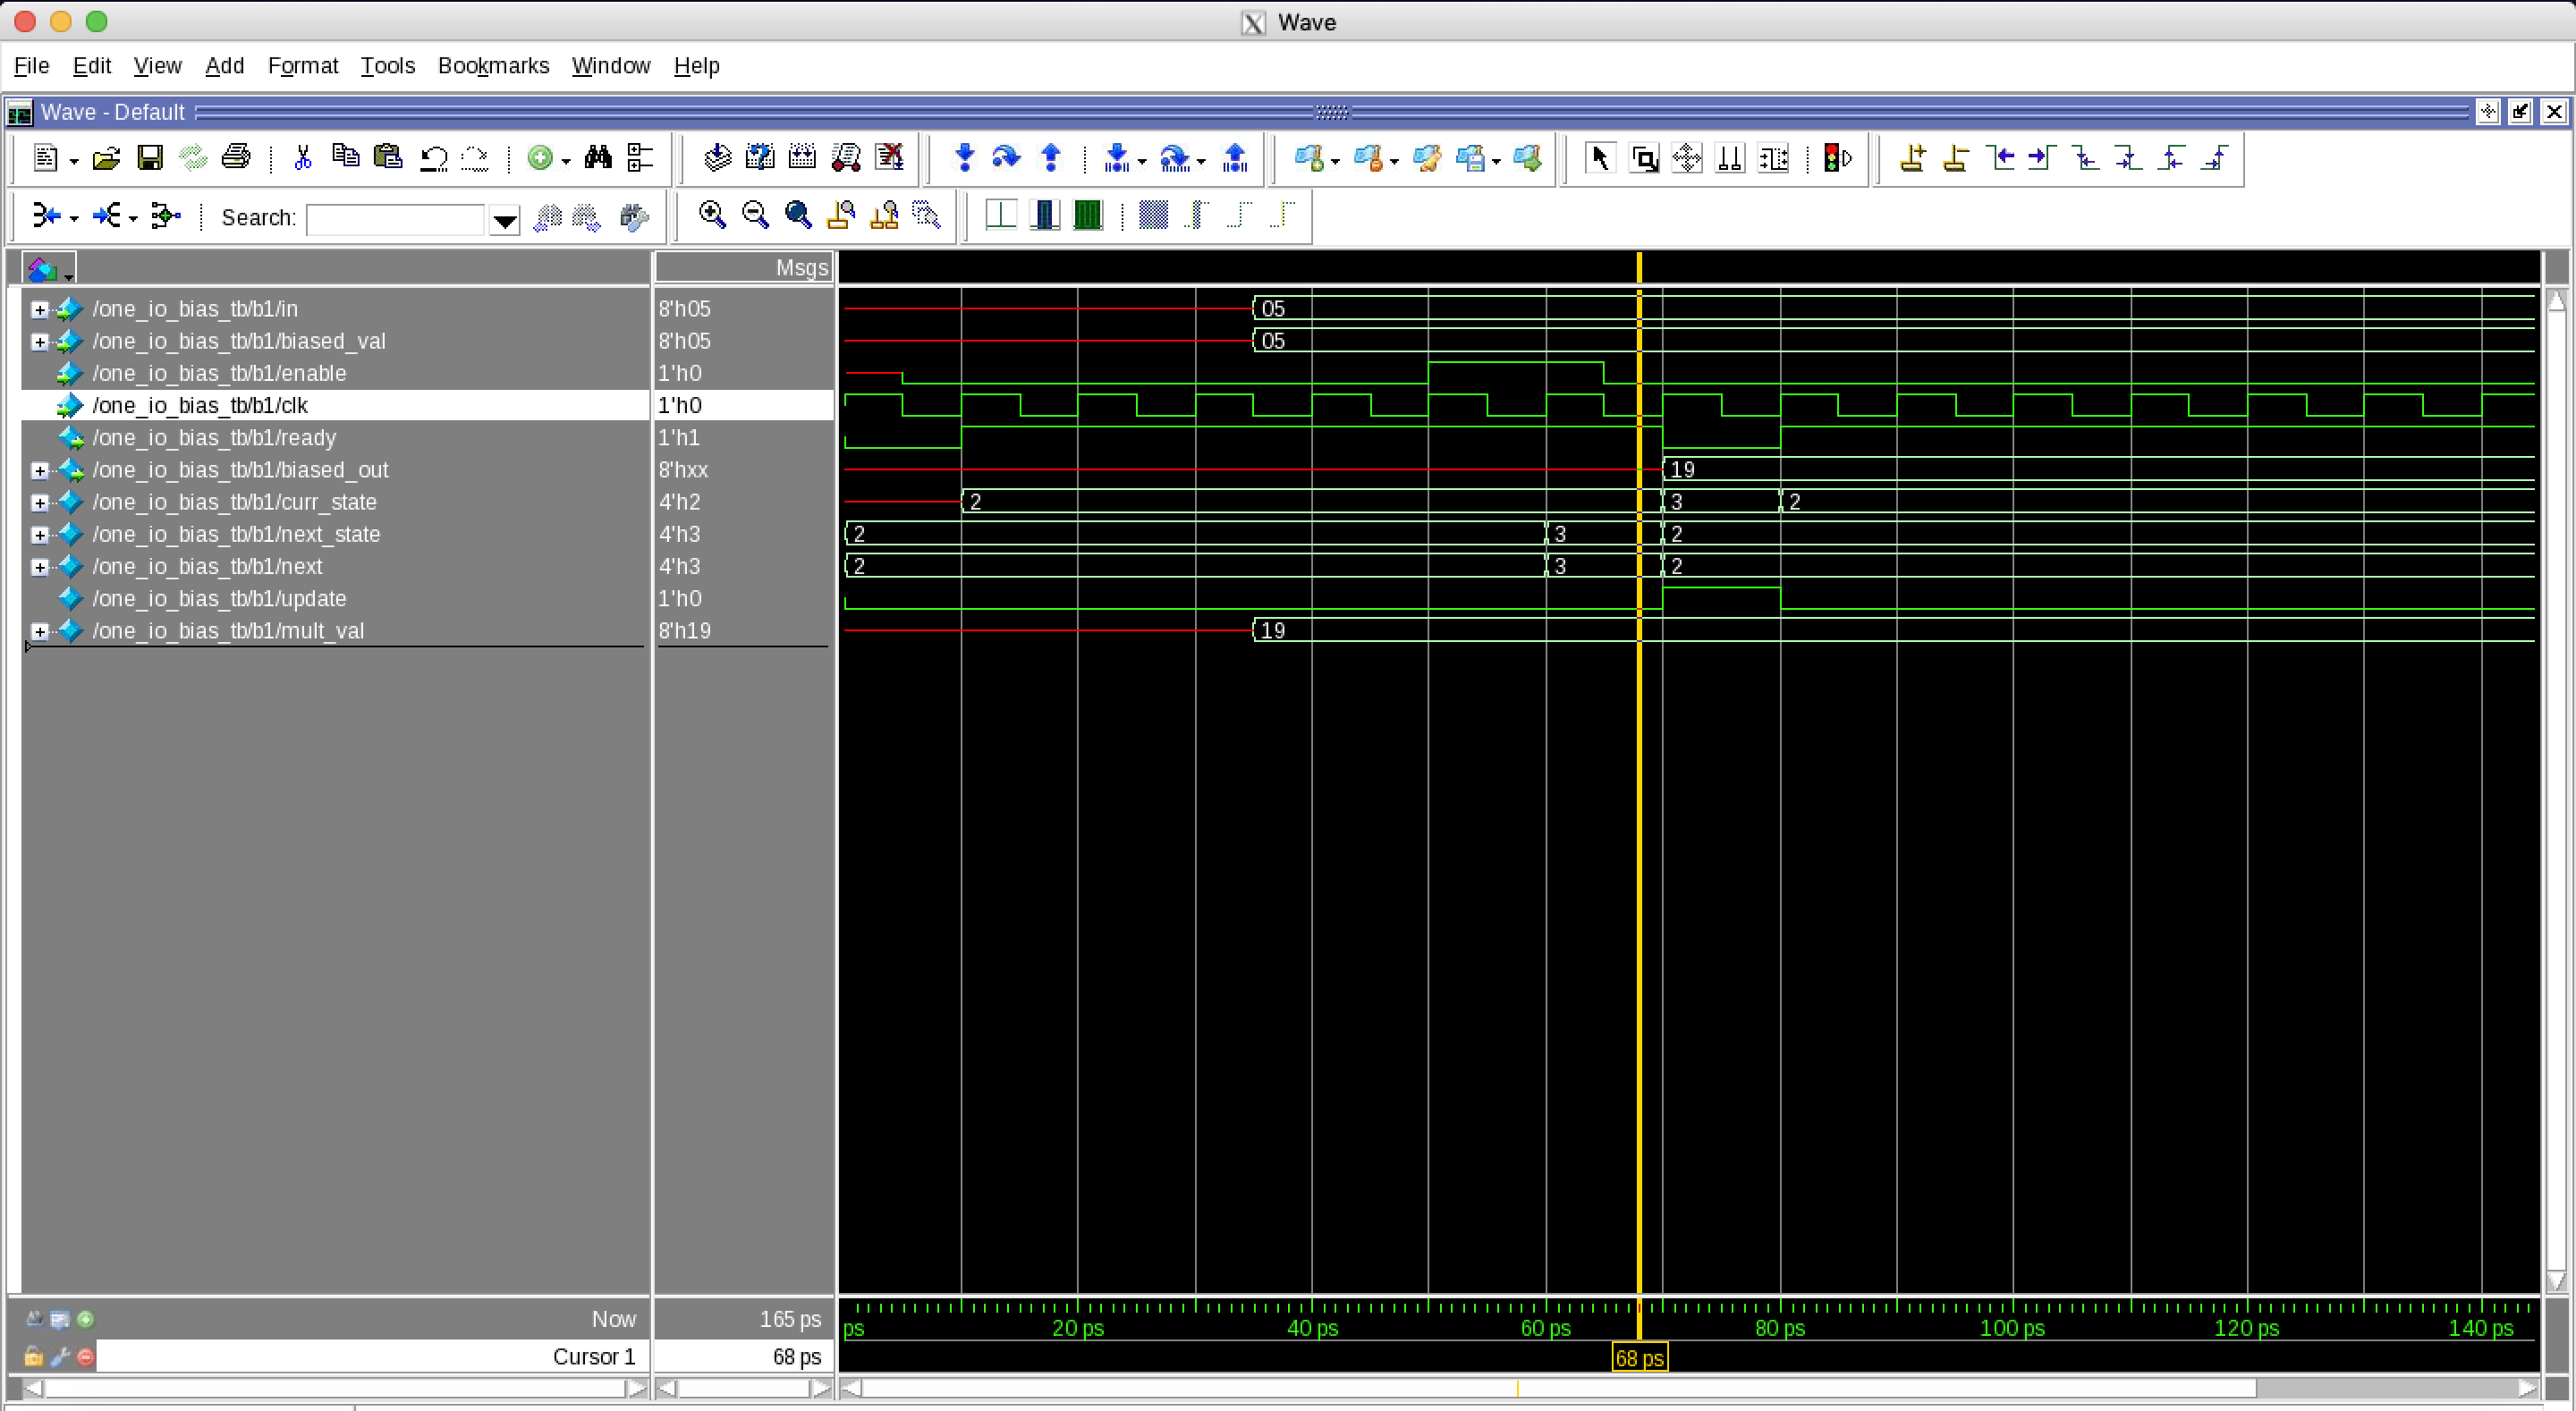 Wave
File Edit View Add Format Tools Bookmarks Window Help
Wave - Default
Search:
Msgs
/one_io_bias_tb/b1/in 8'h05 05
/one_io_bias_tb/b1/biased_val 8'h05 05
/one_io_bias_tb/b1/enable 1'h0
/one_io_bias_tb/b1/clk 1'h0
/one_io_bias_tb/b1/ready 1'h1
/one_io_bias_tb/b1/biased_out 8'hxx 19
/one_io_bias_tb/b1/curr_state 4'h2 2 3 2
/one_io_bias_tb/b1/next_state 4'h3 2 3 2
/one_io_bias_tb/b1/next 4'h3 2 3 2
/one_io_bias_tb/b1/update 1'h0
/one_io_bias_tb/b1/mult_val 8'h19 19
Now 165 ps ps 20 ps 40 ps 60 ps 80 ps 100 ps 120 ps 140 ps
Cursor 1 68 ps 68 ps